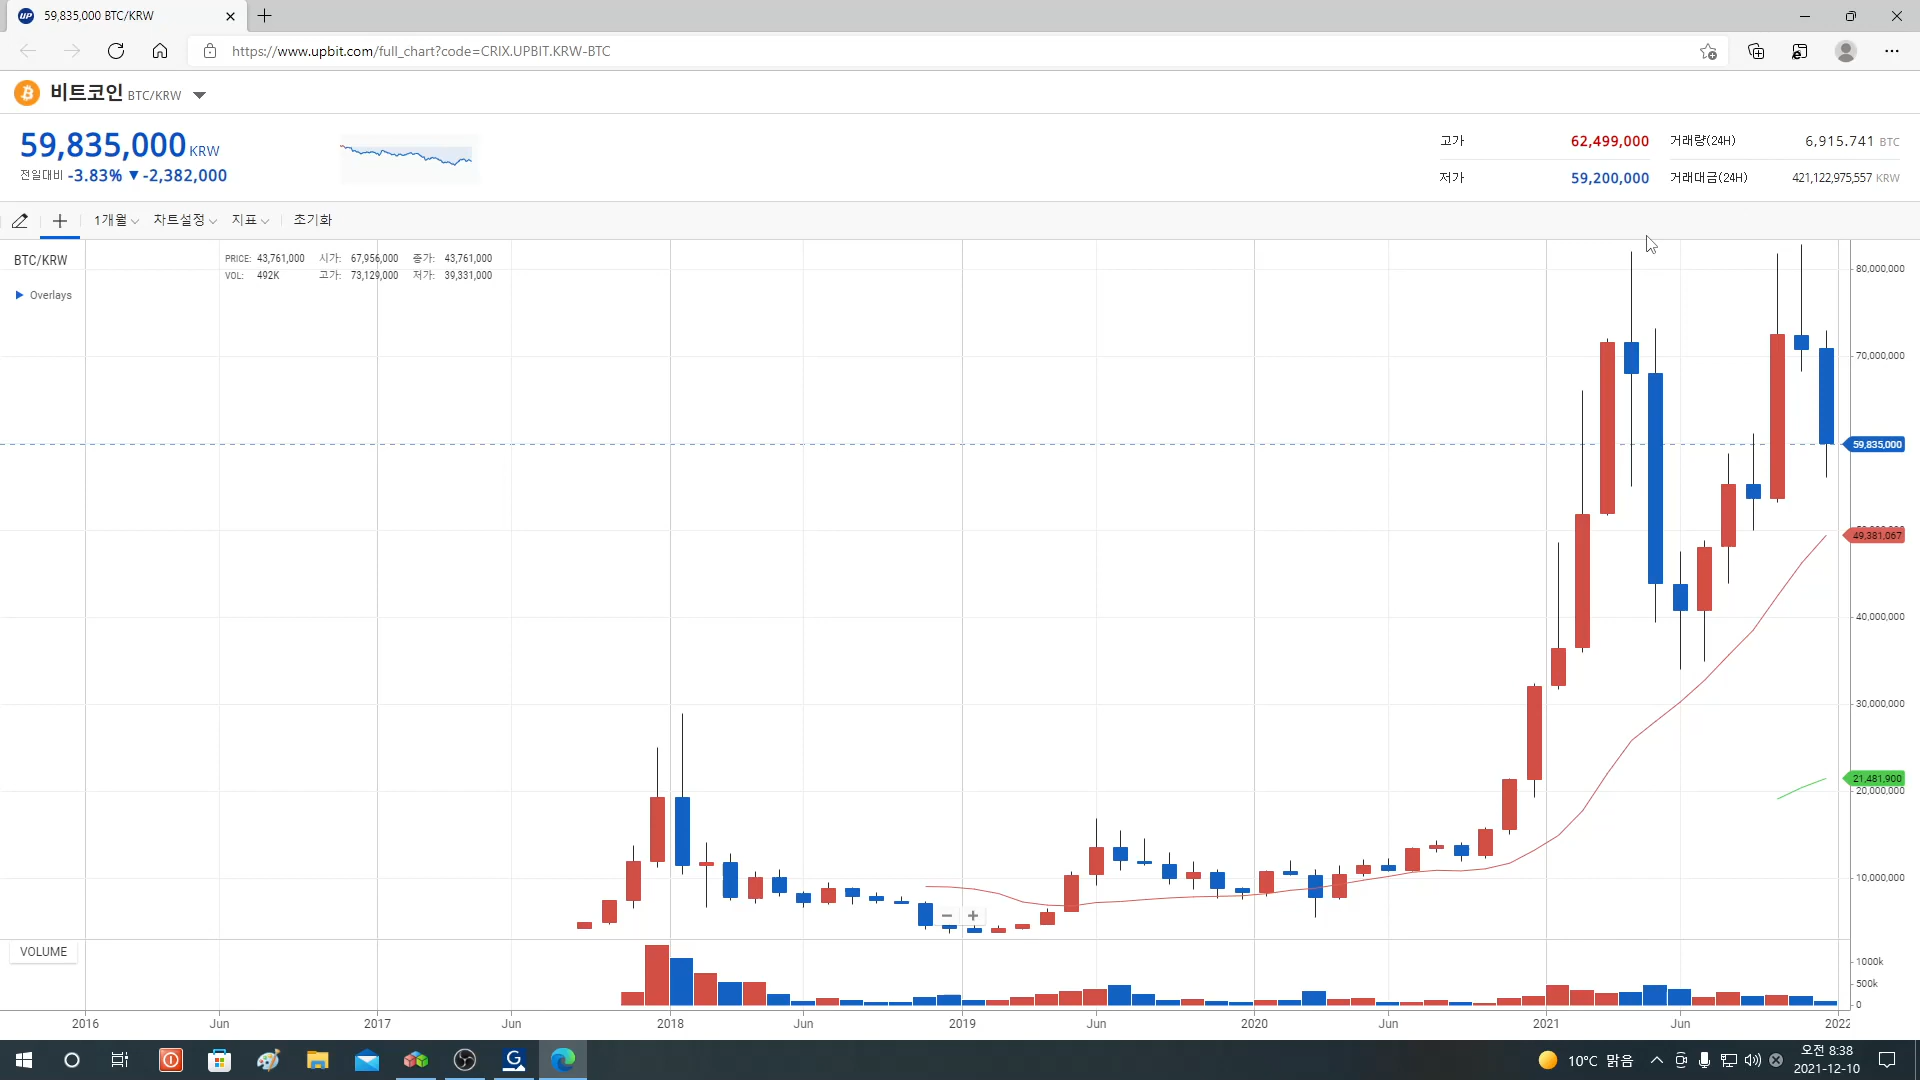 59,835,000 BTC/KRW
https://www.upbit.com/full_chart?code=CRIX.UPBIT.KRW-BTC
비트코인 BTC/KRW
59,835,000 KRW
전일대비 -3.83% ▼ -2,382,000
고가 62,499,000 거래량(24H) 6,915.741 BTC
저가 59,200,000 거래대금(24H) 421,122,975,557 KRW
1개월 차트설정 지표 초기화
BTC/KRW
PRICE: 43,761,000 시가: 67,956,000 종가: 43,761,000
VOL: 492K 고가: 73,129,000 저가: 39,331,000
Overlays
80,000,000
70,000,000
59,835,000
49,381,067
40,000,000
30,000,000
21,481,900
20,000,000
10,000,000
VOLUME
1000k
500k
0
2016 Jun 2017 Jun 2018 Jun 2019 Jun 2020 Jun 2021 Jun 2022
10°C 맑음
오전 8:38
2021-12-10